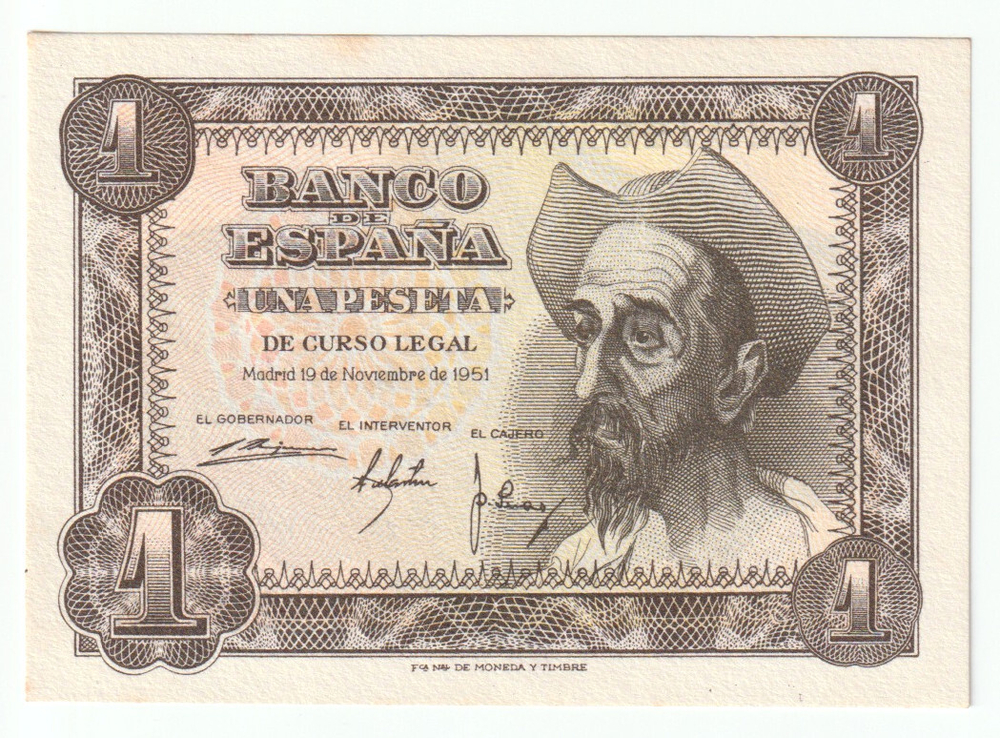 1
1
BANCO
DE
ESPAÑA
UNA PESETA
DE CURSO LEGAL
Madrid 19 de Noviembre de 1951
EL GOBERNADOR
EL INTERVENTOR
EL CAJERO
1
1
Fca Nal DE MONEDA Y TIMBRE